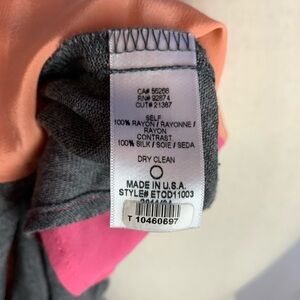 CA# 56266
RN# 92874
CUT# 21387
SELF
100% RAYON / RAYONNE /
RAYON
CONTRAST
100% SILK / SOIE / SEDA
DRY CLEAN
MADE IN U.S.A.
STYLE# ETOD11003
T 10460697